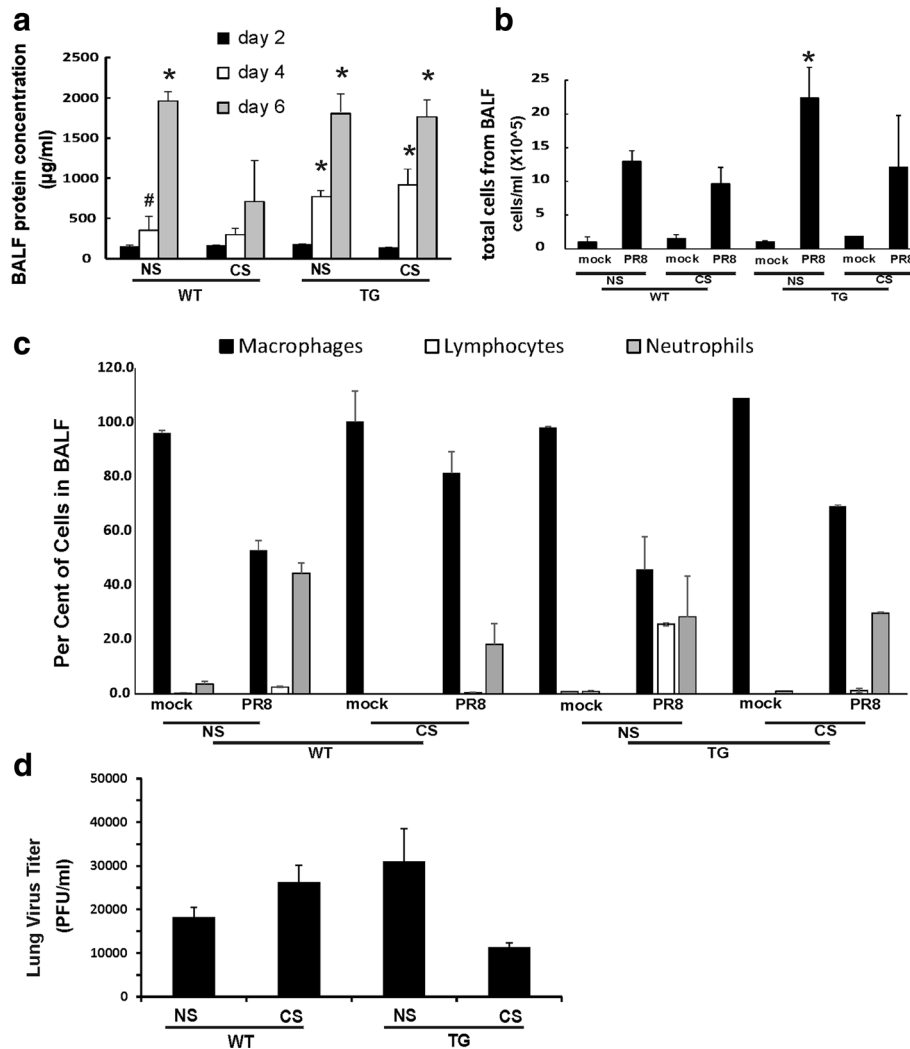 a
day 2
day 4
day 6
BALF protein concentration
(µg/ml)
2500
2000
1500
1000
500
0
*
#
*
*
*
*
NS
CS
NS
CS
WT
TG
b
total cells from BALF
cells/ml (X10^5)
25
20
15
10
5
0
*
mock
PR8
mock
PR8
mock
PR8
mock
PR8
NS
CS
NS
CS
WT
TG
c
Macrophages
Lymphocytes
Neutrophils
Per Cent of Cells in BALF
120.0
100.0
80.0
60.0
40.0
20.0
0.0
mock
PR8
mock
PR8
mock
PR8
mock
PR8
NS
CS
NS
CS
WT
TG
d
Lung Virus Titer
(PFU/ml)
50000
40000
30000
20000
10000
0
NS
CS
NS
CS
WT
TG